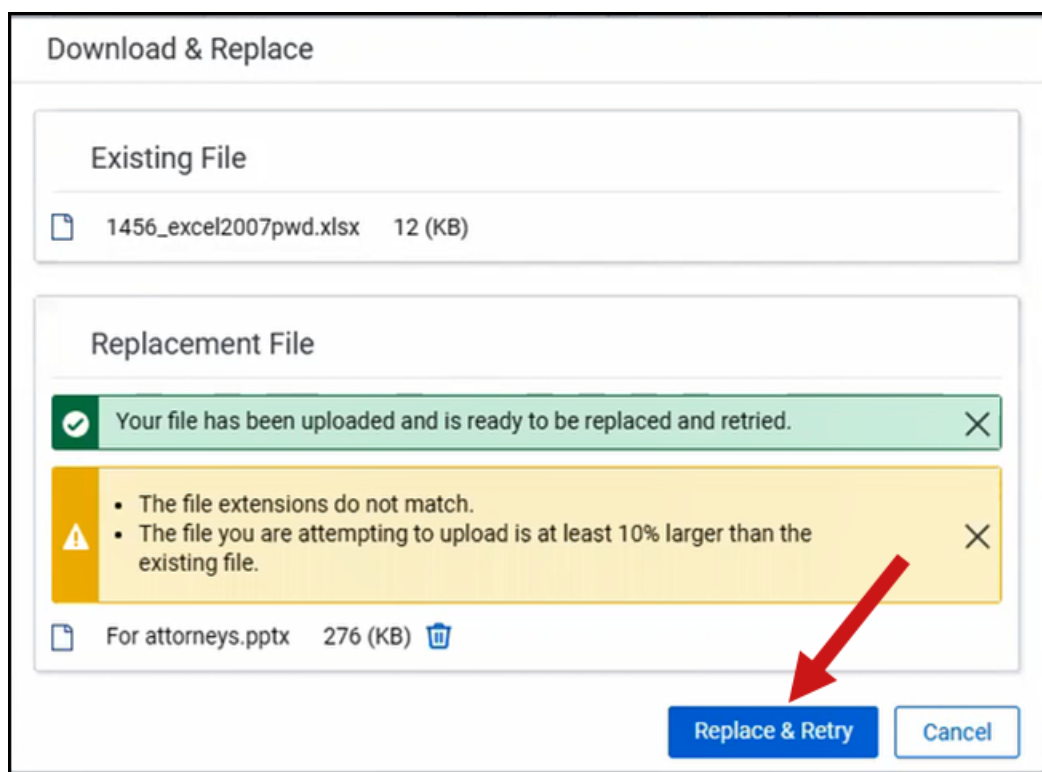 Download & Replace
Existing File
1456_excel2007pwd.xlsx 12 (KB)
Replacement File
Your file has been uploaded and is ready to be replaced and retried.
• The file extensions do not match.
• The file you are attempting to upload is at least 10% larger than the
existing file.
For attorneys.pptx 276 (KB)
Replace & Retry Cancel